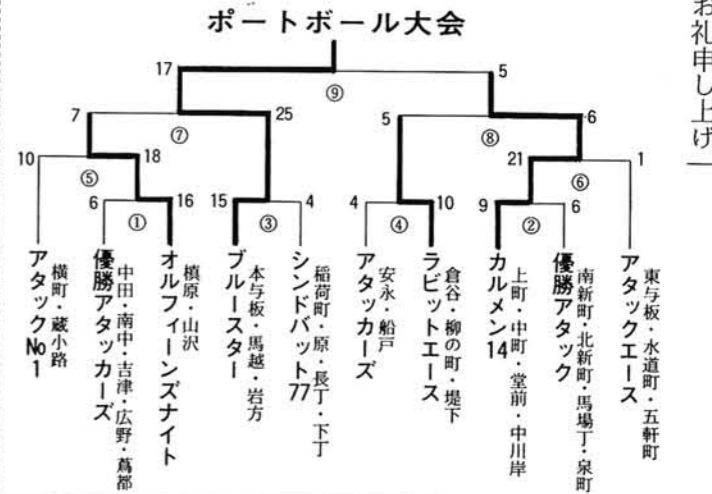 お礼申し上げ
ポートボール大会
17
5
⑨
7
25
5
6
⑦
⑧
10
18
21
1
⑤
⑥
6
16
15
4
4
10
9
6
①
③
④
②
アタックNo1
横町・蔵小路
優勝アタッカーズ
中田・南中・吉津・広野・蔦都
オルフィーンズナイト
槙原・山沢
ブルースター
本与板・馬越・岩方
シンドバット77
稲荷町・原・長丁・下丁
アタッカーズ
安永・船戸
ラビットエース
倉谷・柳の町・堤下
カルメン14
上町・中町・堂前・中川岸
優勝アタック
南新町・北新町・馬場丁・泉町
アタックエース
東与板・水道町・五軒町